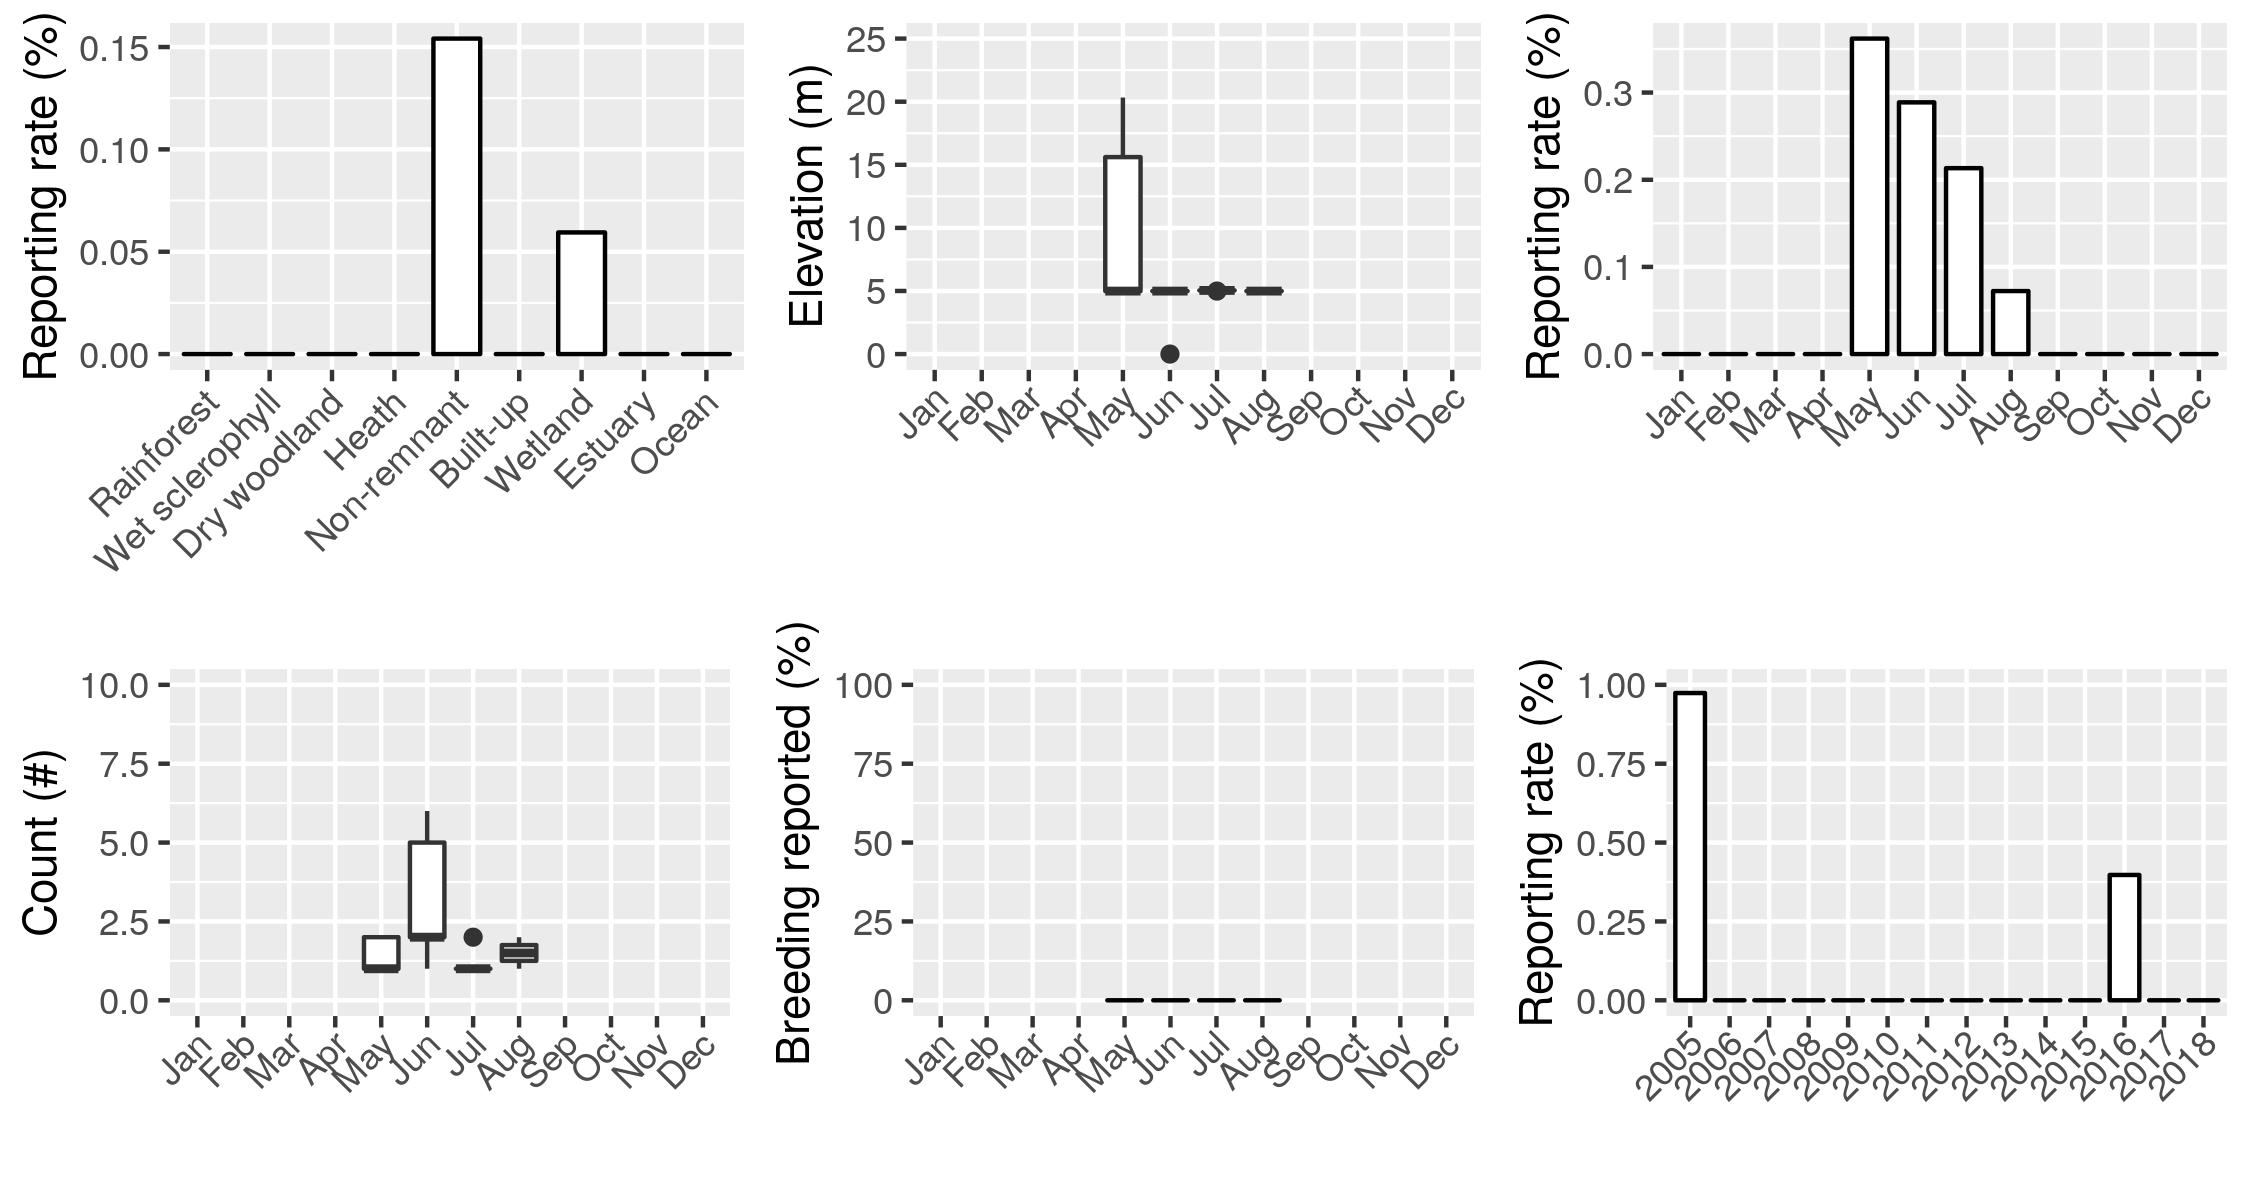 Reporting rate (%)
0.15
0.10
0.05
0.00
Rainforest
Wet sclerophyll
Dry woodland
Heath
Non-remnant
Built-up
Wetland
Estuary
Ocean
Elevation (m)
25
20
15
10
5
0
Jan
Feb
Mar
Apr
May
Jun
Jul
Aug
Sep
Oct
Nov
Dec
Reporting rate (%)
0.3
0.2
0.1
0.0
Jan
Feb
Mar
Apr
May
Jun
Jul
Aug
Sep
Oct
Nov
Dec
Count (#)
10.0
7.5
5.0
2.5
0.0
Jan
Feb
Mar
Apr
May
Jun
Jul
Aug
Sep
Oct
Nov
Dec
Breeding reported (%)
100
75
50
25
0
Jan
Feb
Mar
Apr
May
Jun
Jul
Aug
Sep
Oct
Nov
Dec
Reporting rate (%)
1.00
0.75
0.50
0.25
0.00
2005
2006
2007
2008
2009
2010
2011
2012
2013
2014
2015
2016
2017
2018